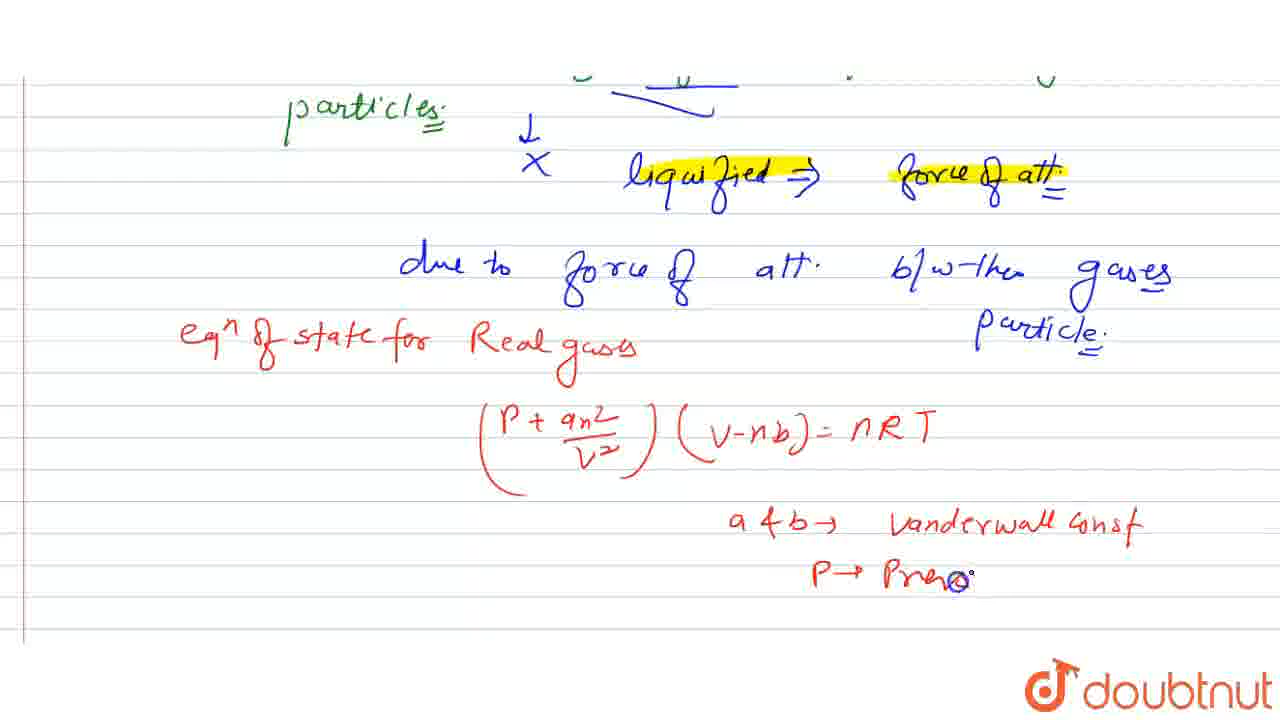 particles.
↓
x liquified ⇒ force of att.
due to force of att. b/w the gases
particle.
eqⁿ of state for Real gases
(P + an²/V²) (V-nb) = nRT
a & b → Vanderwall const
P → Press
doubtnut